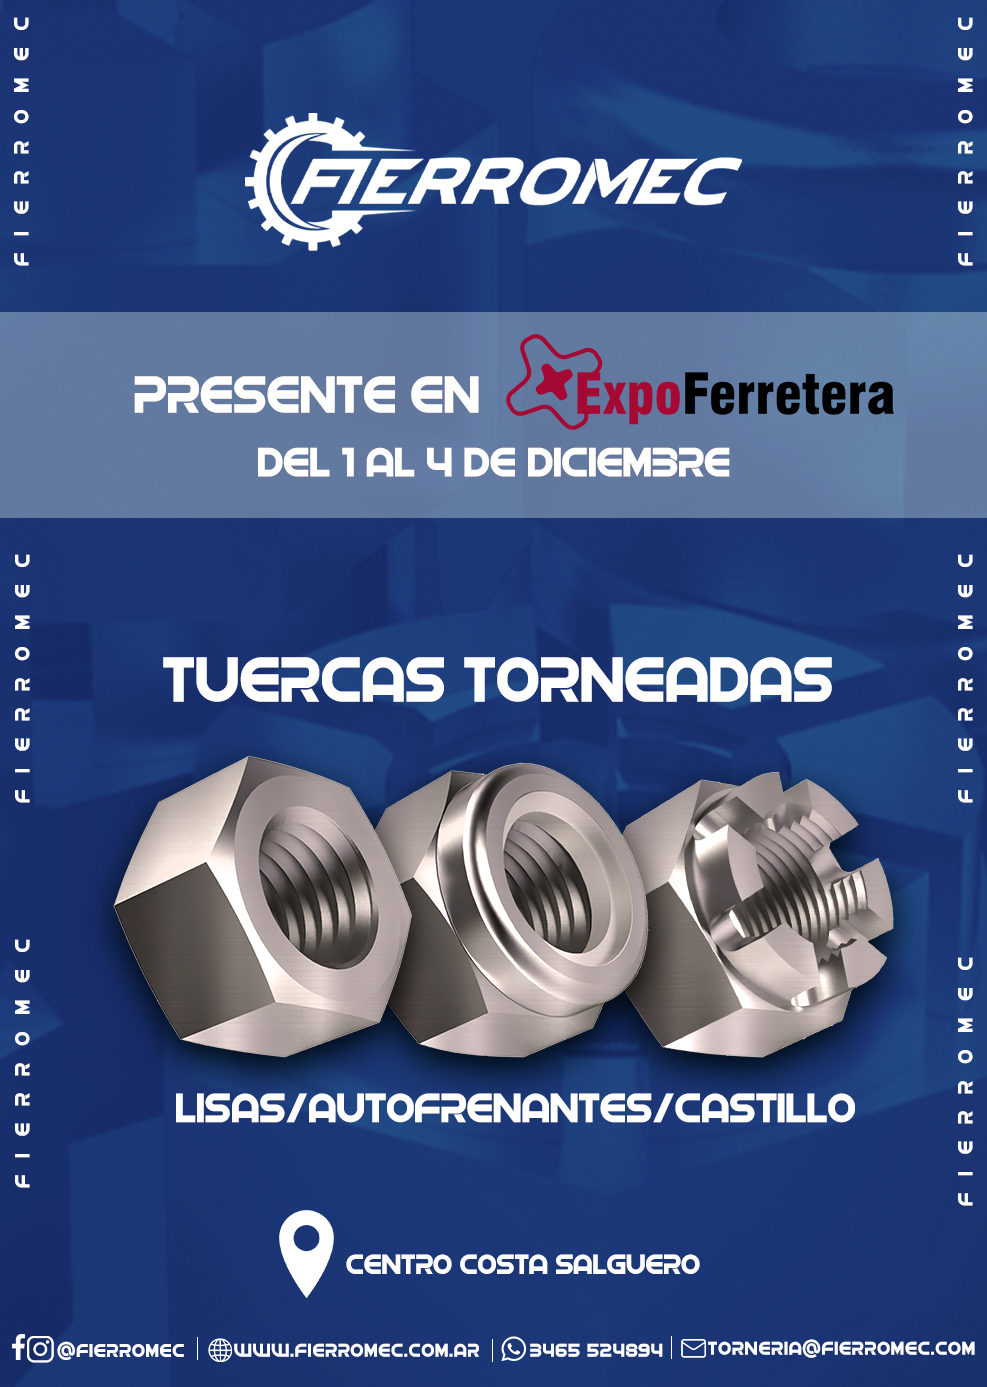 FIERROMEC
FIERROMEC
FIERROMEC
PRESENTE EN ExpoFerretera
DEL 1 AL 4 DE DICIEMBRE
FIERROMEC
FIERROMEC
TUERCAS TORNEADAS
FIERROMEC
FIERROMEC
LISAS/AUTOFRENANTES/CASTILLO
CENTRO COSTA SALGUERO
@FIERROMEC | WWW.FIERROMEC.COM.AR | 3465 524894 | TORNERIA@FIERROMEC.COM